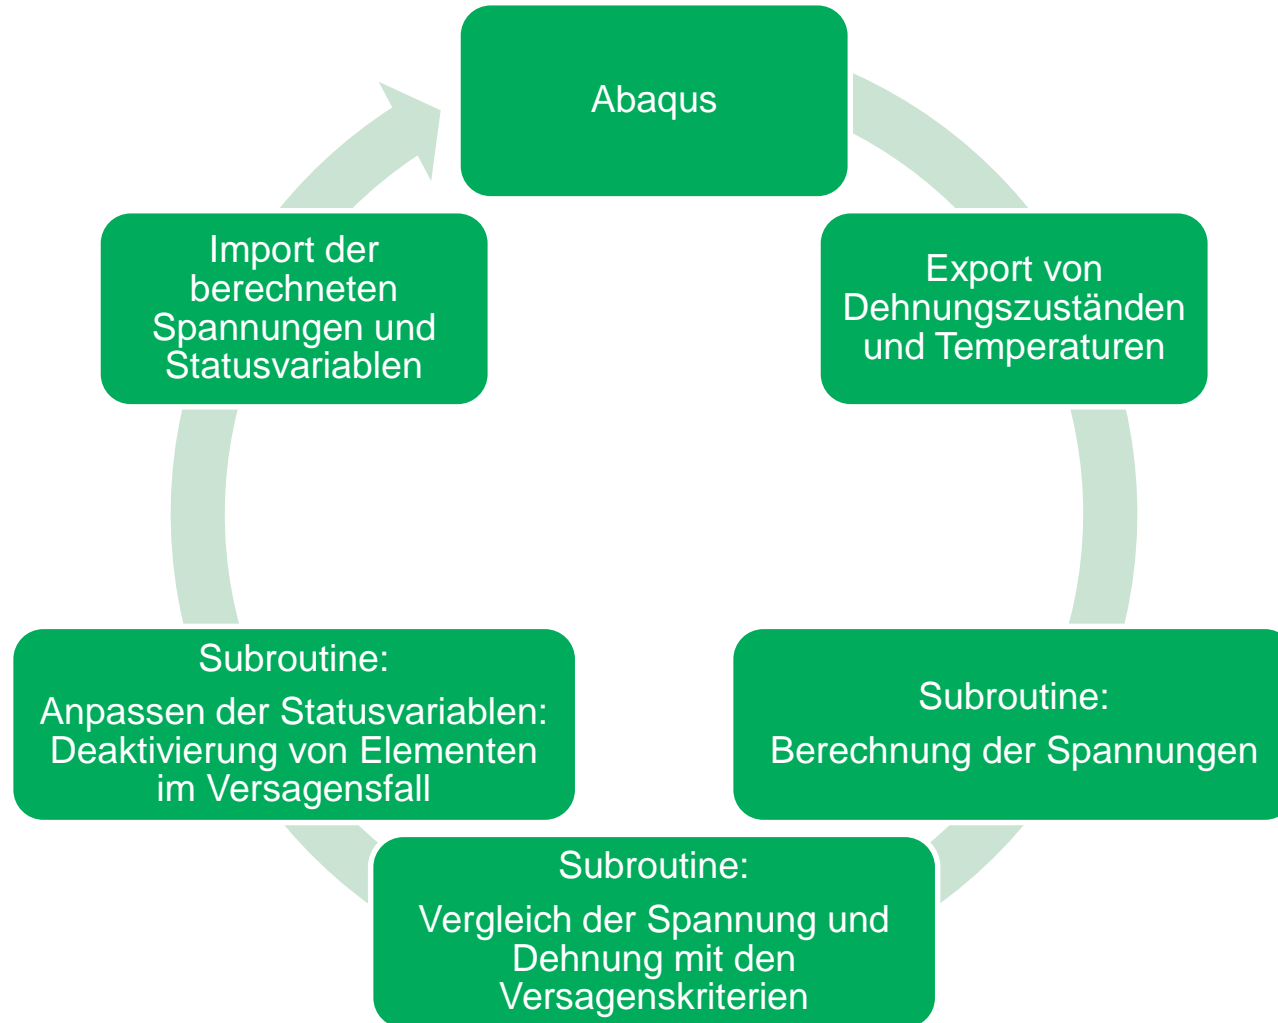 Abaqus
Export von
Dehnungszuständen
und Temperaturen
Subroutine:
Berechnung der Spannungen
Subroutine:
Vergleich der Spannung und
Dehnung mit den
Versagenskriterien
Subroutine:
Anpassen der Statusvariablen:
Deaktivierung von Elementen
im Versagensfall
Import der
berechneten
Spannungen und
Statusvariablen